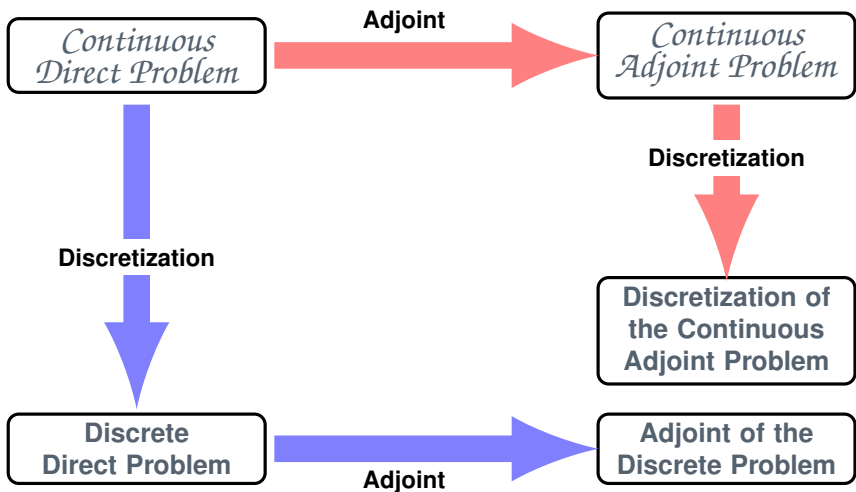 Adjoint
Continuous
Direct Problem
Continuous
Adjoint Problem
Discretization
Discretization
Discretization of
the Continuous
Adjoint Problem
Discrete
Direct Problem
Adjoint
Adjoint of the
Discrete Problem